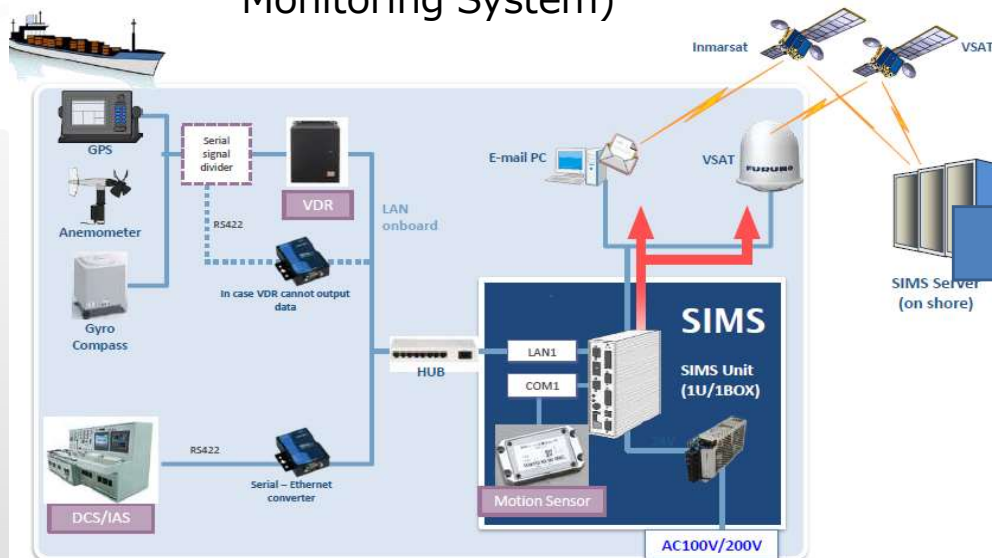 Monitoring System)
Inmarsat
VSAT
GPS
Serial
signal
divider
VDR
E-mail PC
VSAT
FURUNO
LAN
onboard
RS422
Anemometer
In case VDR cannot output
data
Gyro
Compass
SIMS Server
(on shore)
HUB
LAN1
COM1
SIMS
SIMS Unit
(1U/1BOX)
24V
RS422
Serial – Ethernet
converter
Motion Sensor
DCS/IAS
AC100V/200V